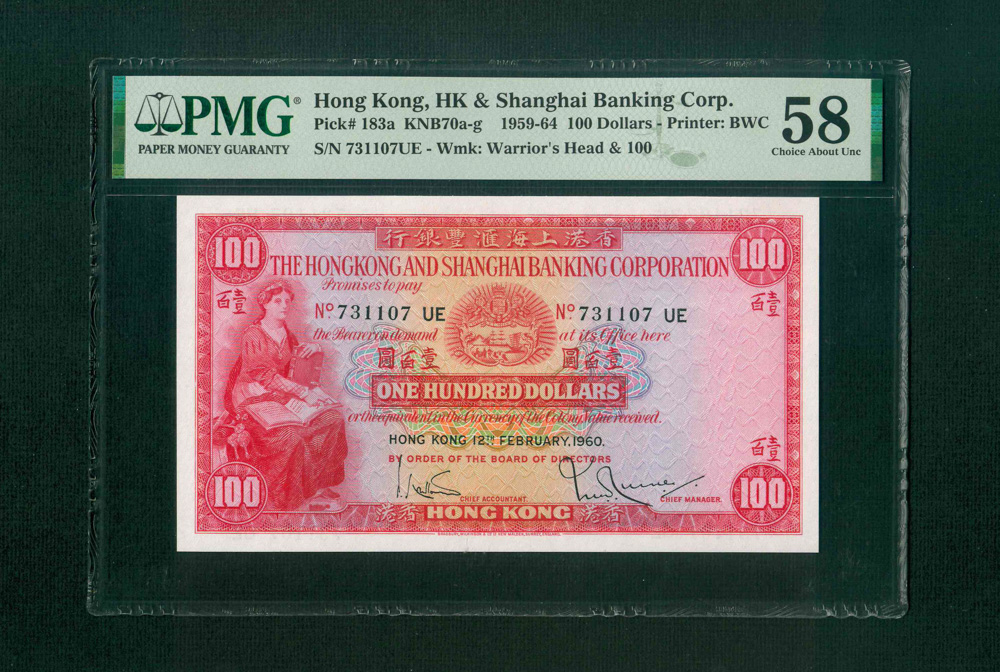 PMG®
PAPER MONEY GUARANTY
Hong Kong, HK & Shanghai Banking Corp.
Pick# 183a KNB70a-g 1959-64 100 Dollars - Printer: BWC
S/N 731107UE - Wmk: Warrior's Head & 100
58
Choice About Unc
行銀豐滙海上港香
100 100
THE HONGKONG AND SHANGHAI BANKING CORPORATION
Promises to pay
百壹 百壹
Nº 731107 UE Nº 731107 UE
the Bearer on demand at its Office here
圓百壹 圓百壹
ONE HUNDRED DOLLARS
or the equivalent in the Currency of the Colony Value received.
HONG KONG 12TH FEBRUARY, 1960.
百壹
BY ORDER OF THE BOARD OF DIRECTORS
100 100
CHIEF ACCOUNTANT. CHIEF MANAGER.
港香 HONG KONG 港香